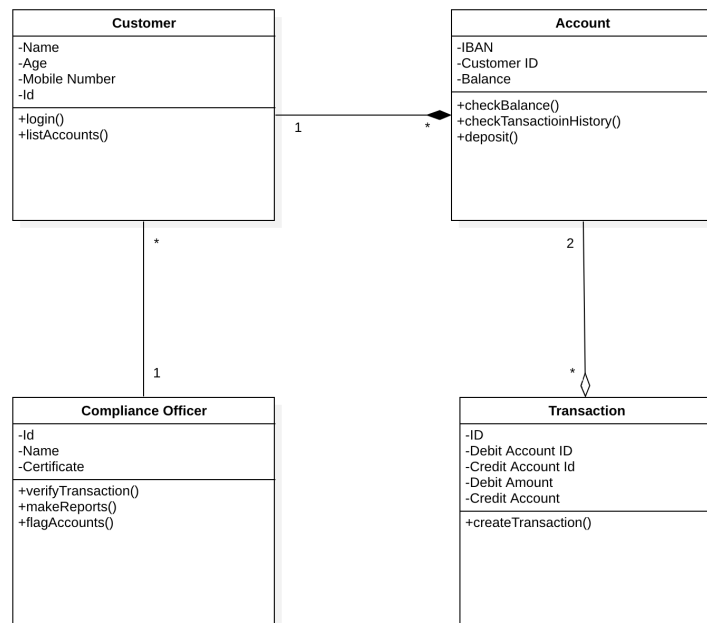 Customer
-Name
-Age
-Mobile Number
-Id
+login()
+listAccounts()
Account
-IBAN
-Customer ID
-Balance
+checkBalance()
+checkTansactioinHistory()
+deposit()
1
*
*
1
2
*
Compliance Officer
-Id
-Name
-Certificate
+verifyTransaction()
+makeReports()
+flagAccounts()
Transaction
-ID
-Debit Account ID
-Credit Account Id
-Debit Amount
-Credit Account
+createTransaction()